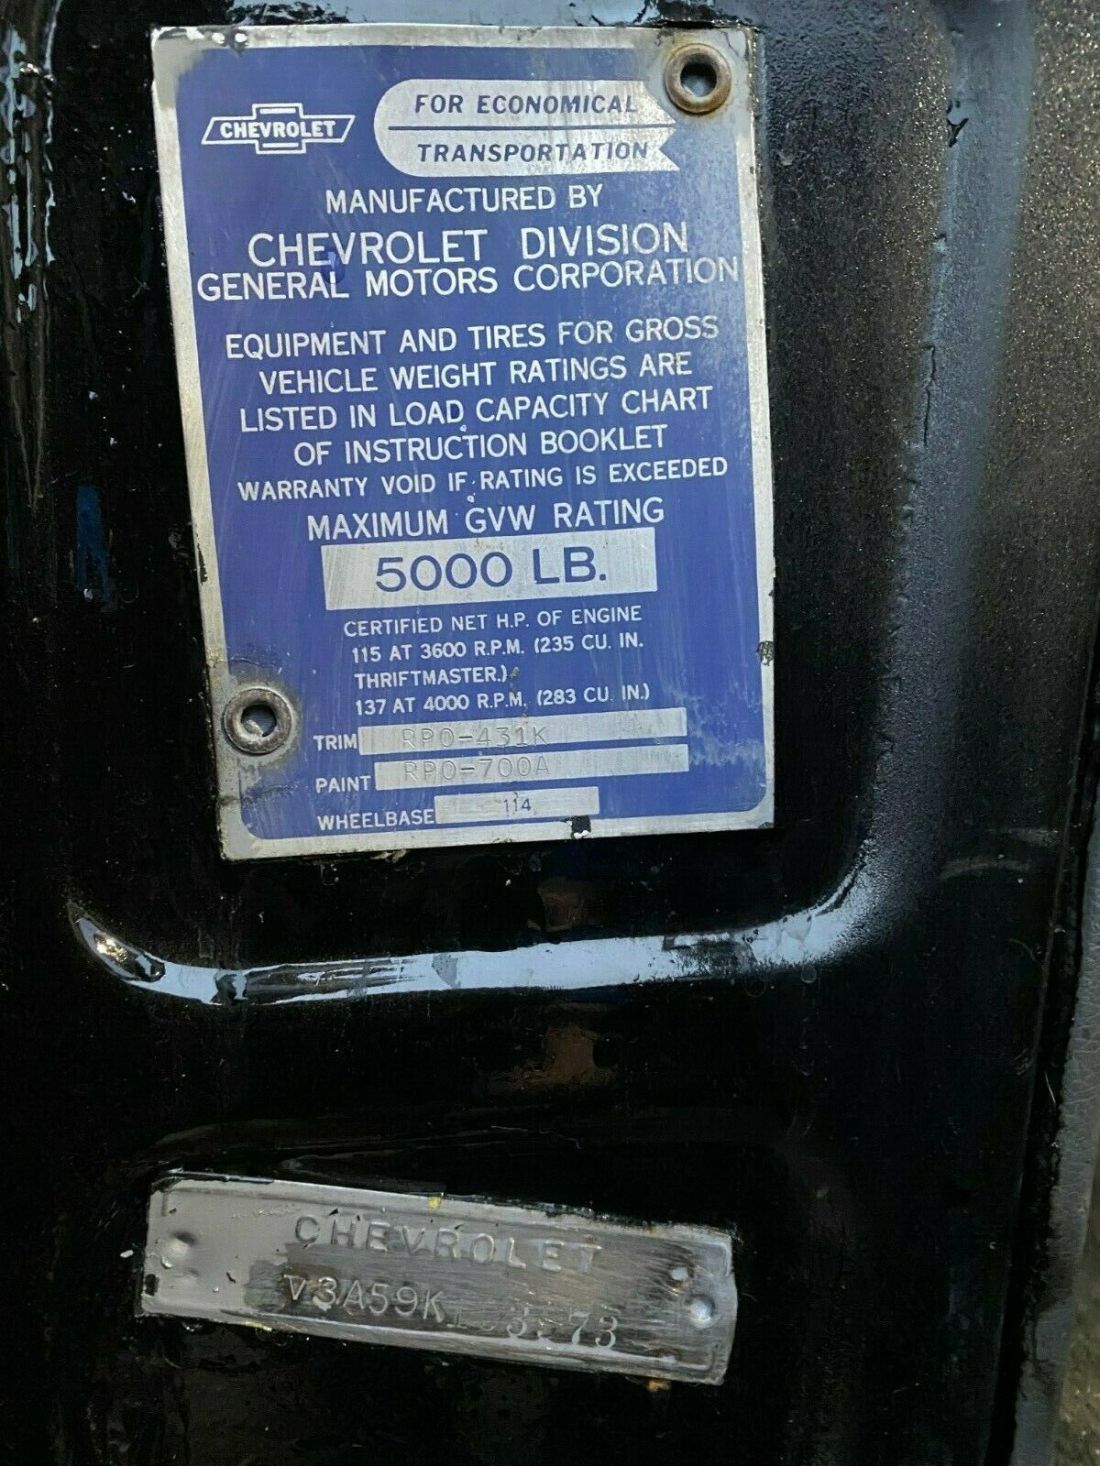 CHEVROLET
FOR ECONOMICAL
TRANSPORTATION
MANUFACTURED BY
CHEVROLET DIVISION
GENERAL MOTORS CORPORATION
EQUIPMENT AND TIRES FOR GROSS
VEHICLE WEIGHT RATINGS ARE
LISTED IN LOAD CAPACITY CHART
OF INSTRUCTION BOOKLET
WARRANTY VOID IF RATING IS EXCEEDED
MAXIMUM GVW RATING
5000 LB.
CERTIFIED NET H.P. OF ENGINE
115 AT 3600 R.P.M. (235 CU. IN.
THRIFTMASTER.)
137 AT 4000 R.P.M. (283 CU. IN.)
TRIM RPO-431K
PAINT RPO-700A
WHEELBASE 114
CHEVROLET